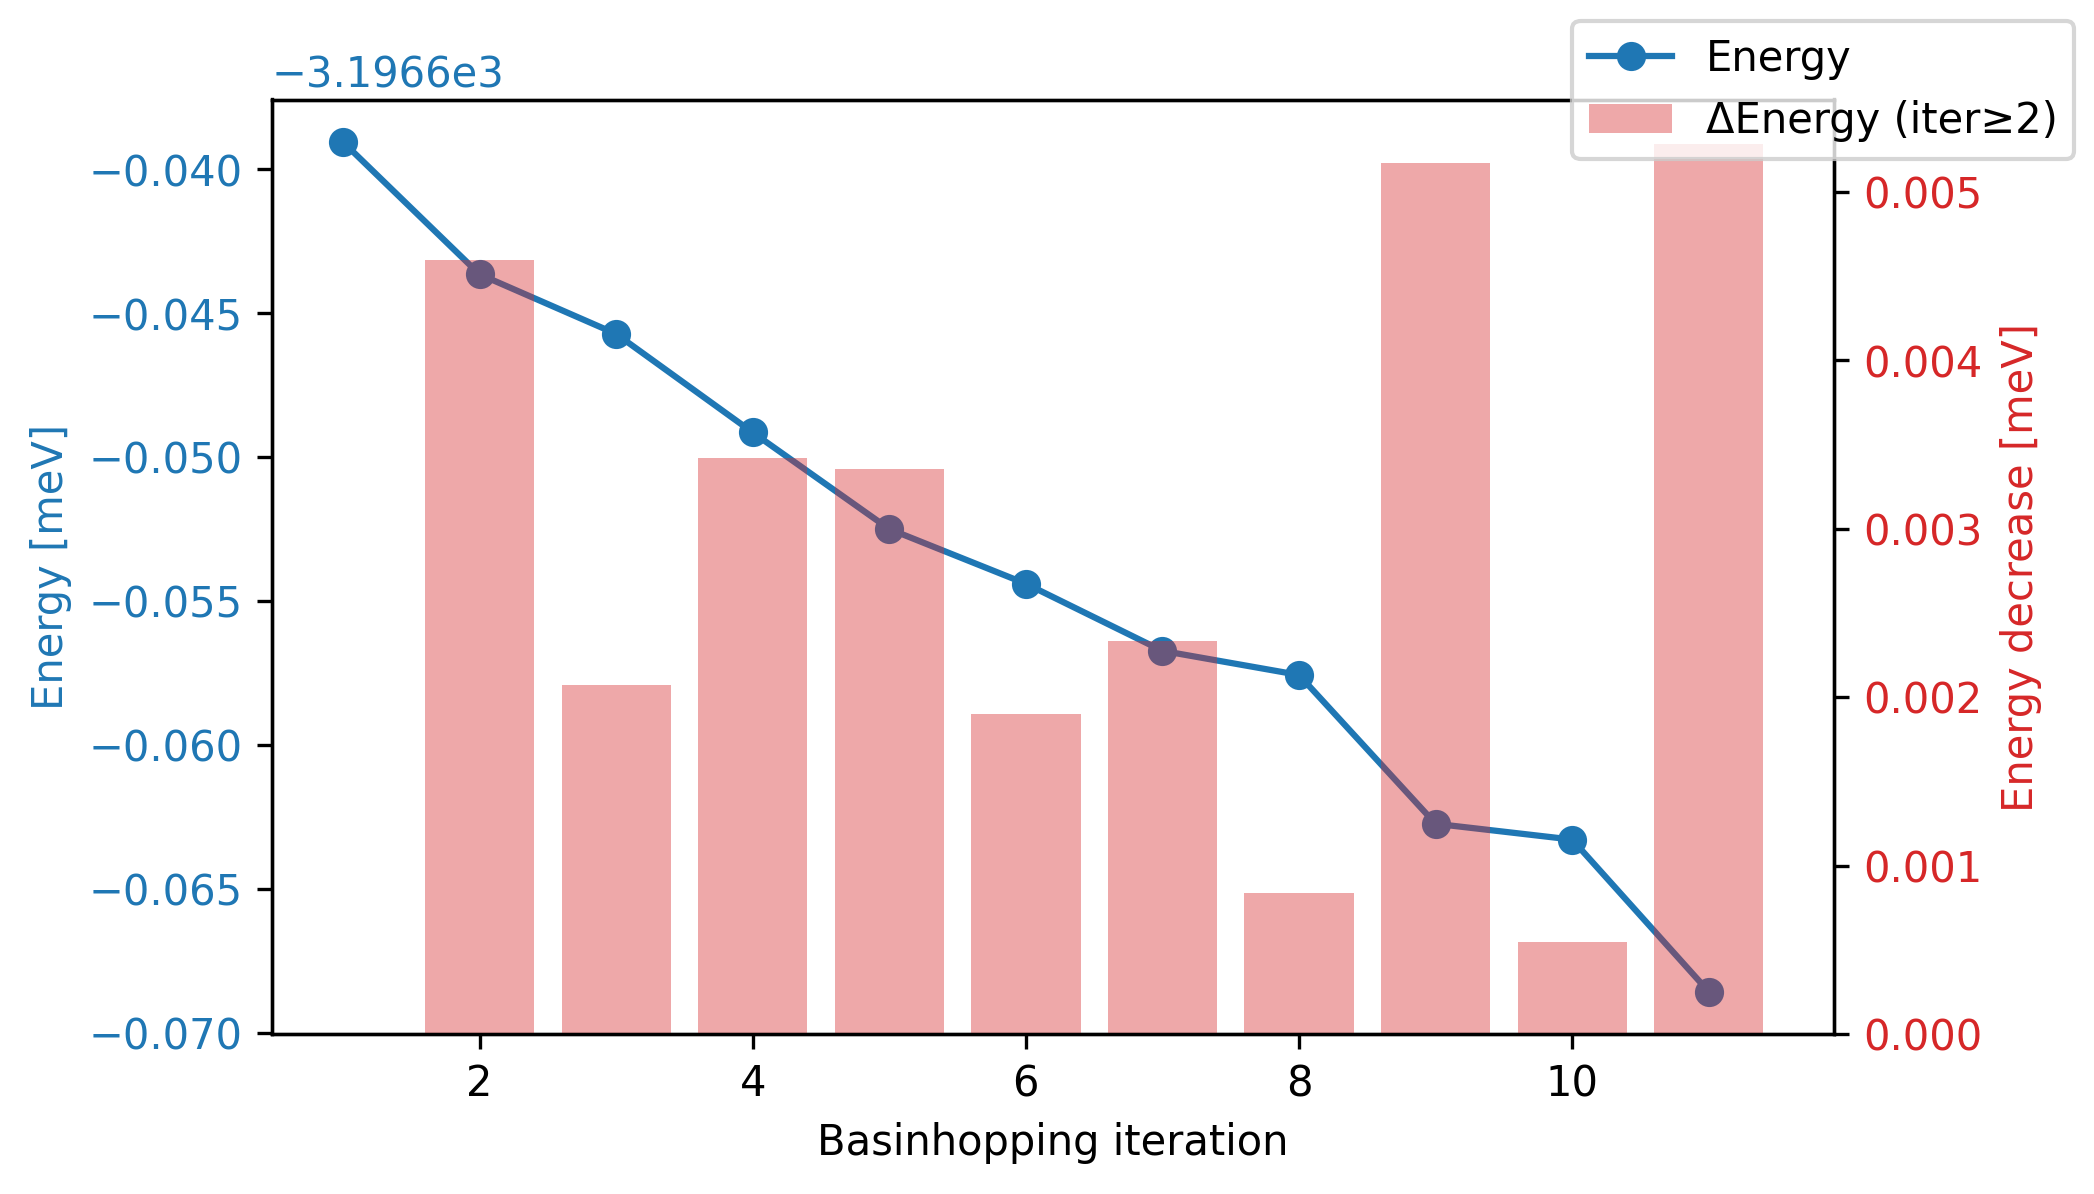 −3.1966e3
Energy
ΔEnergy (iter≥2)
−0.040
−0.045
−0.050
−0.055
−0.060
−0.065
−0.070
Energy [meV]
0.005
0.004
0.003
0.002
0.001
0.000
Energy decrease [meV]
2 4 6 8 10
Basinhopping iteration